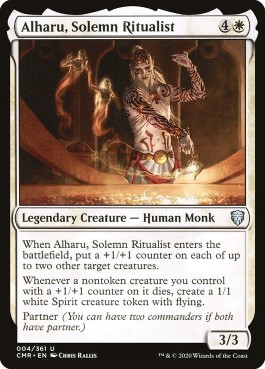 Alharu, Solemn Ritualist 4
Legendary Creature — Human Monk
When Alharu, Solemn Ritualist enters the
battlefield, put a +1/+1 counter on each of up
to two other target creatures.
Whenever a nontoken creature you control
with a +1/+1 counter on it dies, create a 1/1
white Spirit creature token with flying.
Partner (You can have two commanders if both
have partner.)
3/3
004/361 U
CMR • EN Chris Rallis ™ & © 2020 Wizards of the Coast